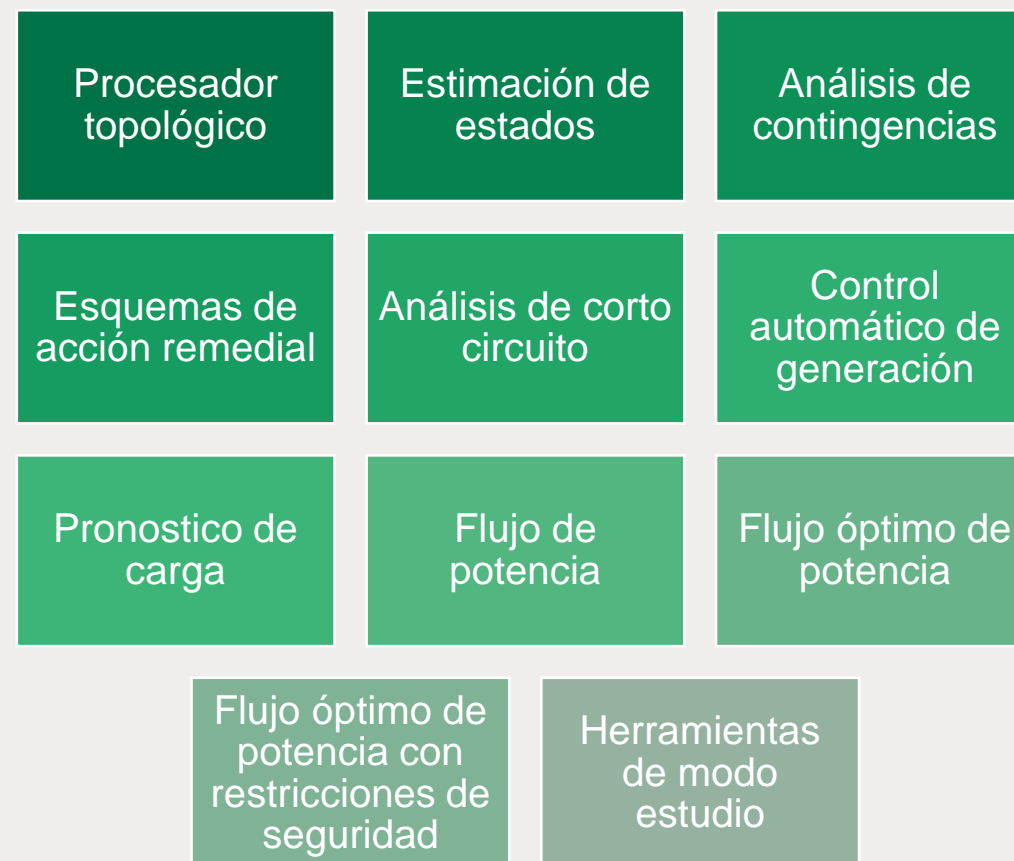 Procesador
topológico
Estimación de
estados
Análisis de
contingencias
Esquemas de
acción remedial
Análisis de corto
circuito
Control
automático de
generación
Pronostico de
carga
Flujo de
potencia
Flujo óptimo de
potencia
Flujo óptimo de
potencia con
restricciones de
seguridad
Herramientas
de modo
estudio